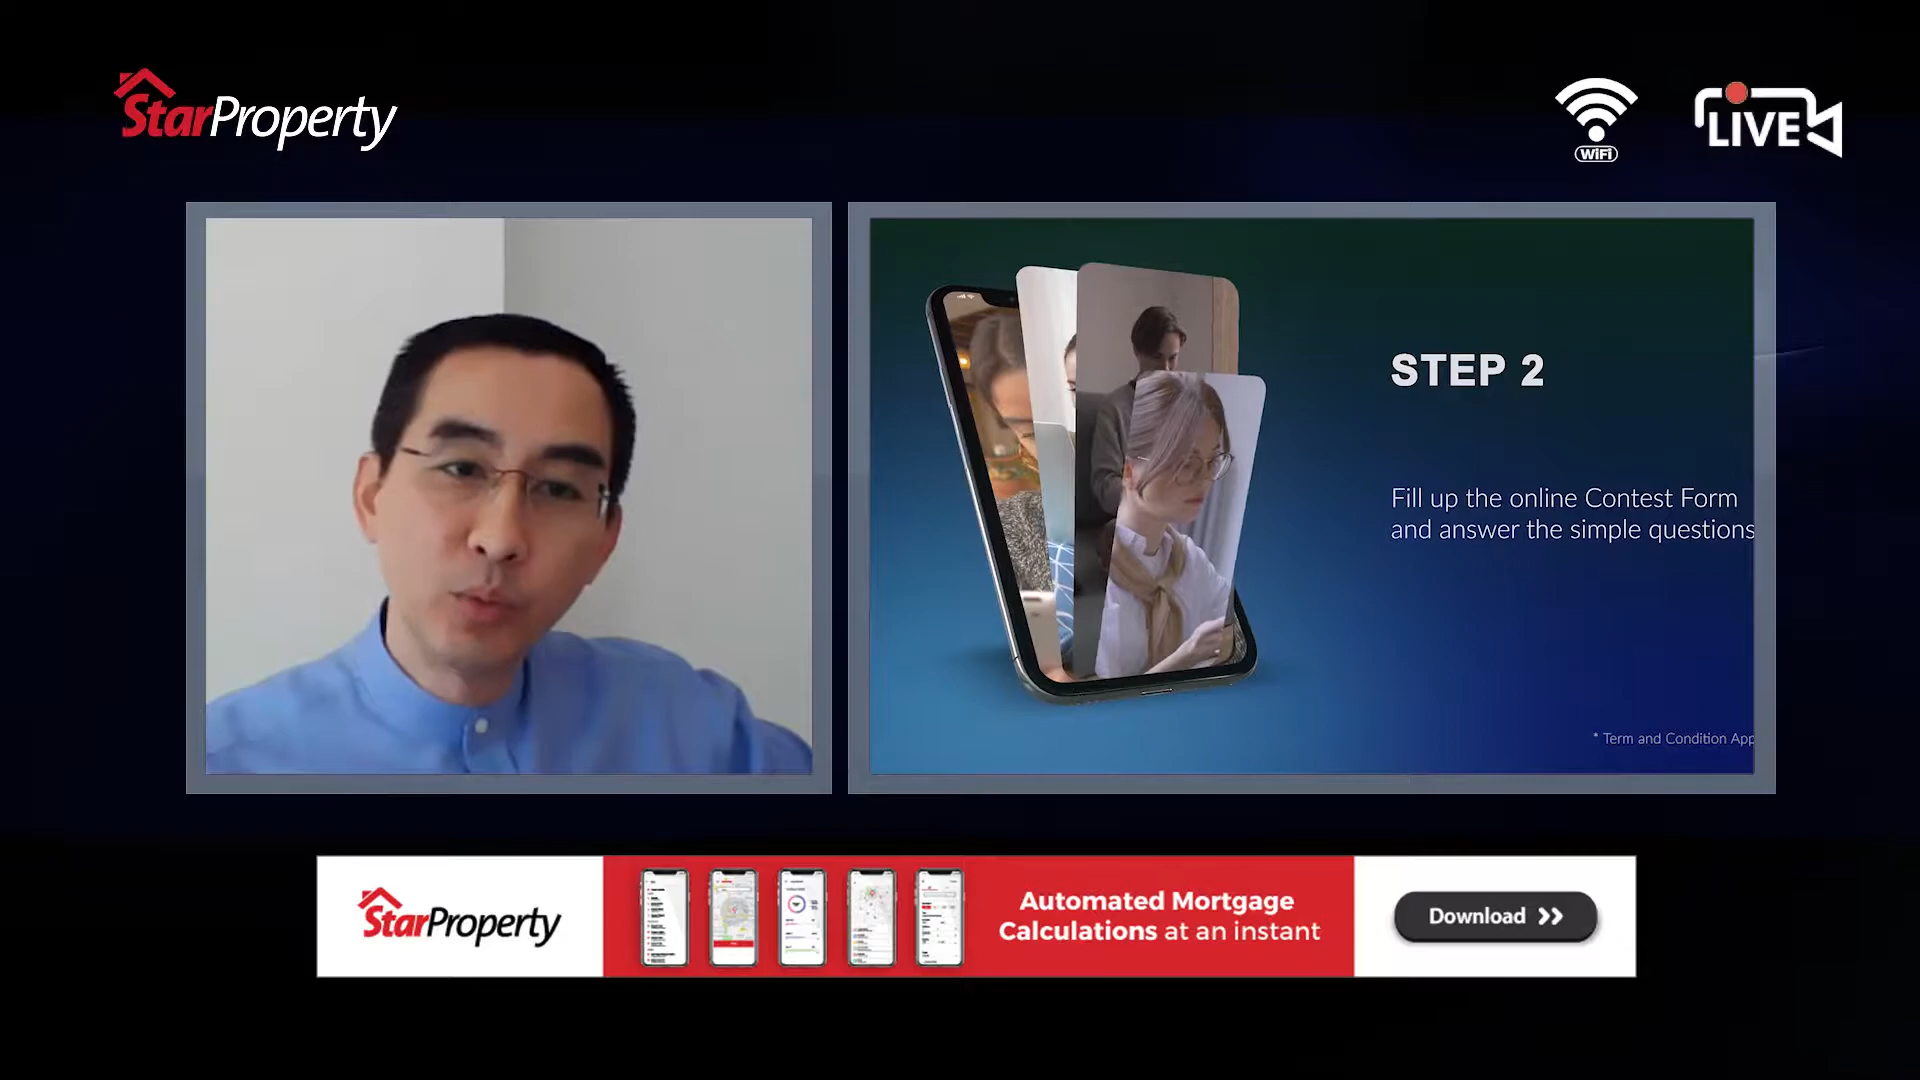 StarProperty
WiFi
LIVE
STEP 2
Fill up the online Contest Form
and answer the simple questions
* Term and Condition App
StarProperty
Automated Mortgage
Calculations at an instant
Download